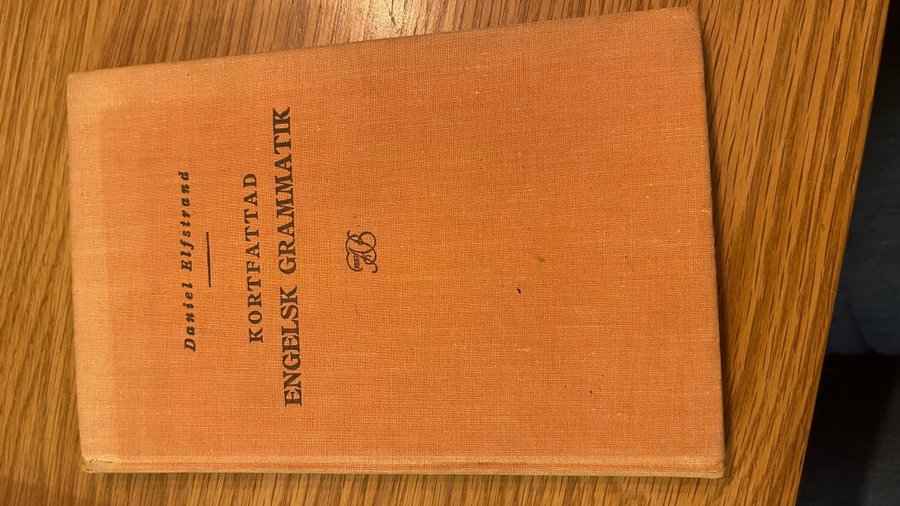 Daniel Elfstrand
KORTFATTAD
ENGELSK GRAMMATIK